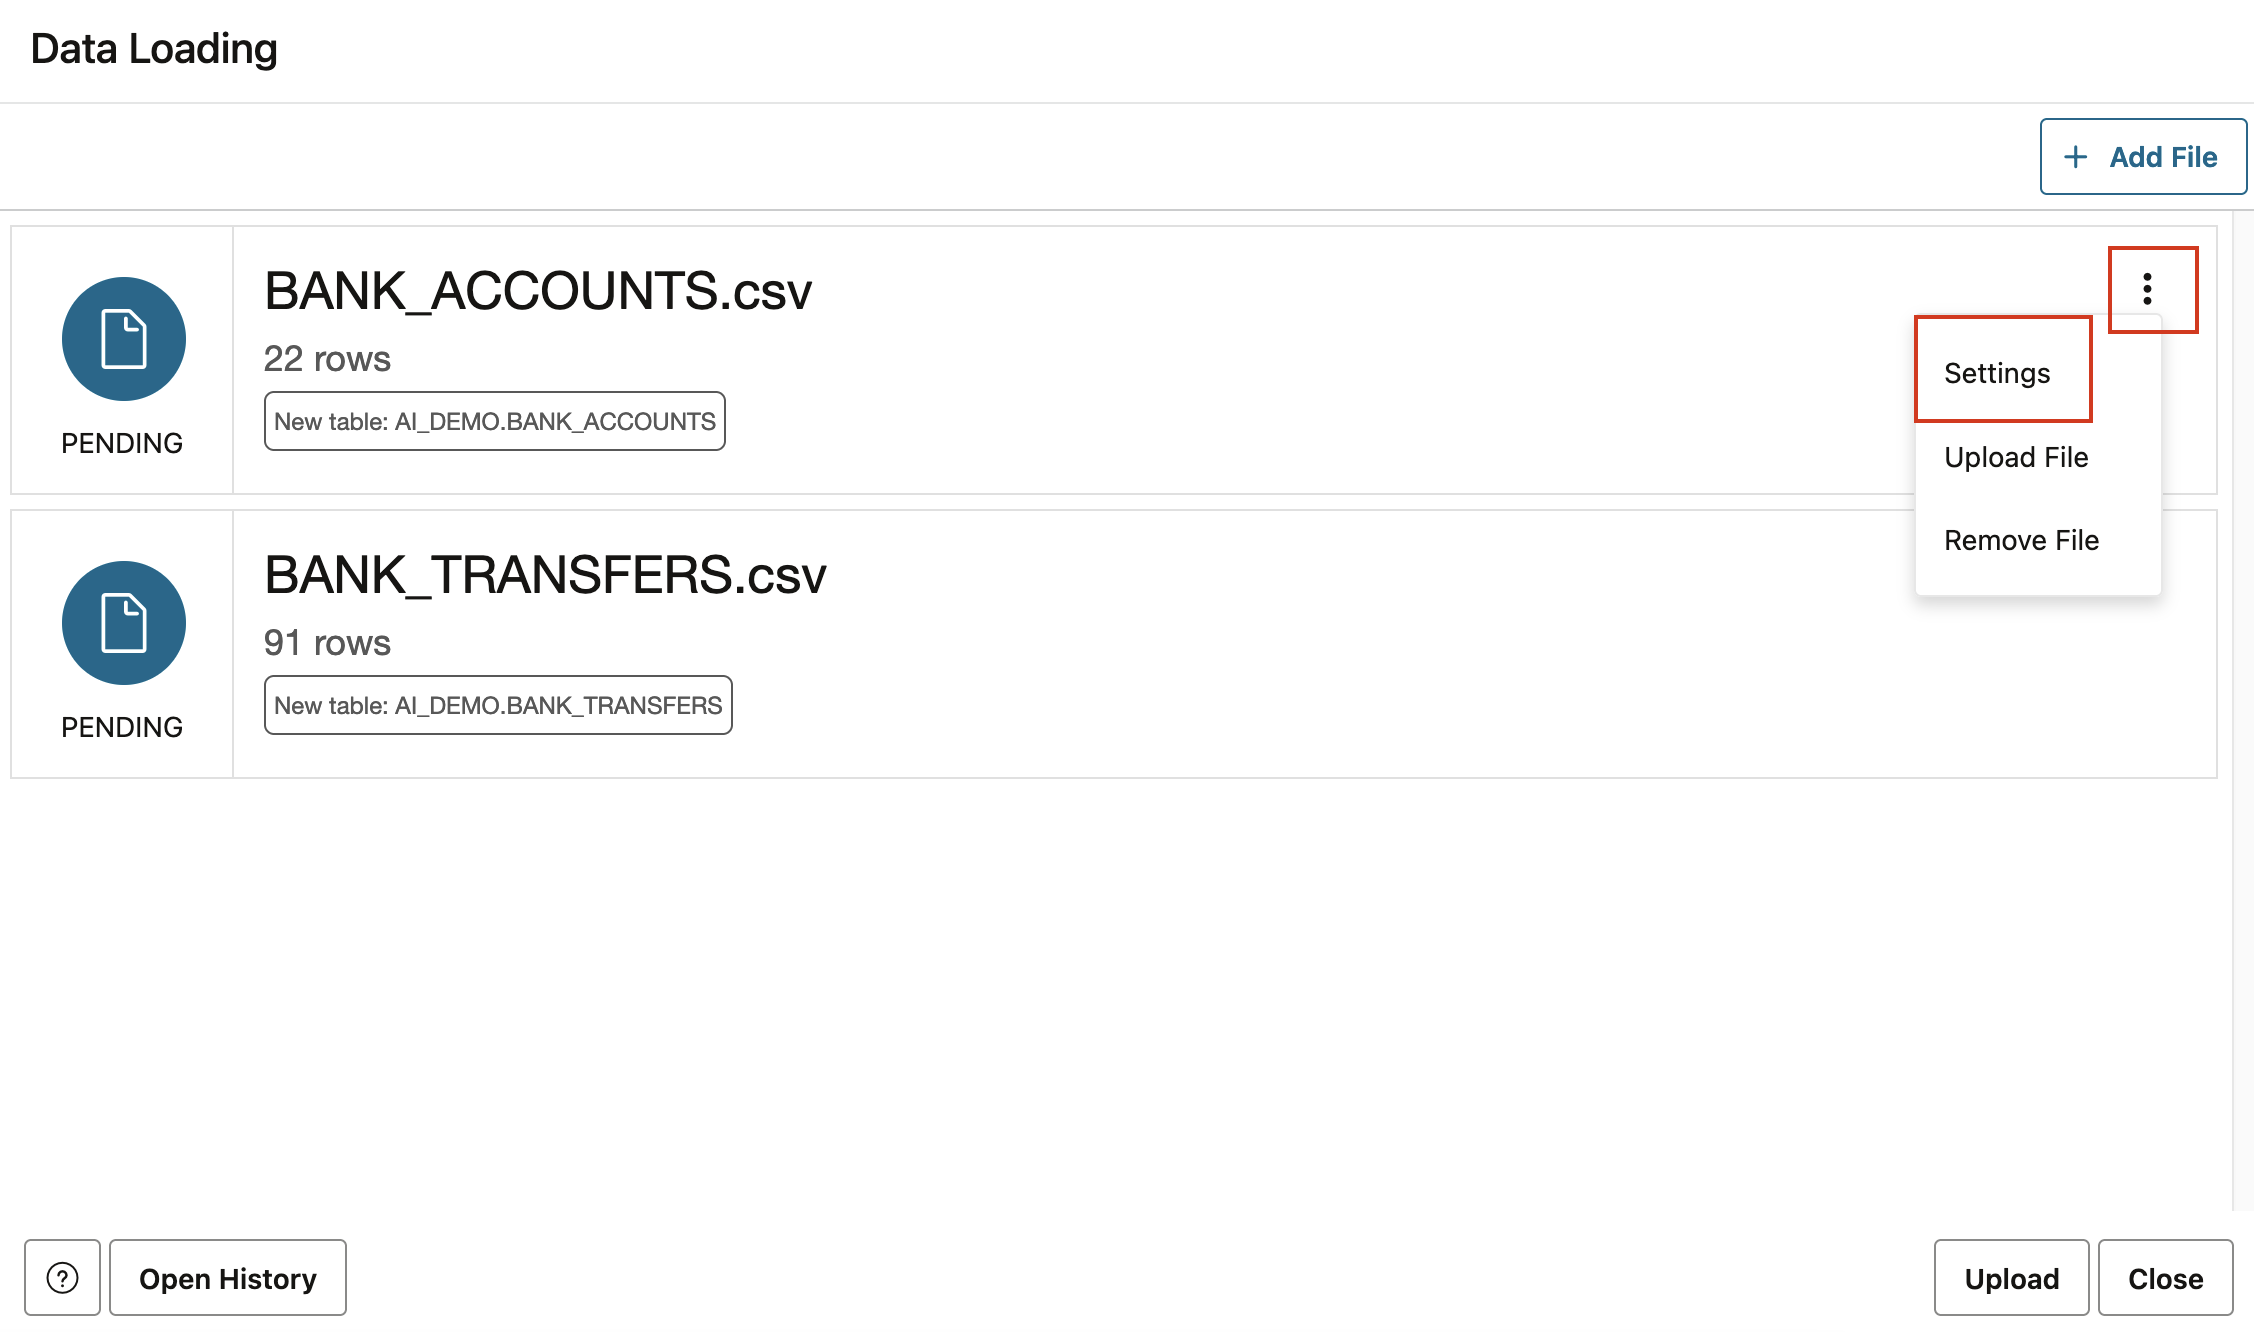 Data Loading
+ Add File
BANK_ACCOUNTS.csv
22 rows
New table: AI_DEMO.BANK_ACCOUNTS
PENDING
Settings
Upload File
Remove File
BANK_TRANSFERS.csv
91 rows
New table: AI_DEMO.BANK_TRANSFERS
PENDING
?
Open History
Upload
Close